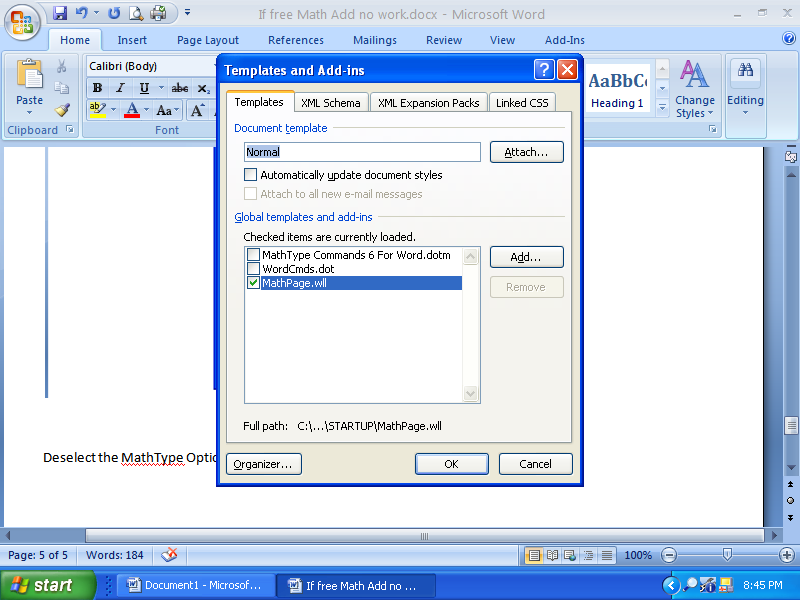 If free Math Add no work.docx - Microsoft Word
Home Insert Page Layout References Mailings Review View Add-Ins
Calibri (Body)
Paste
B I U abc x,
ab A Aa A
Clipboard
Font
AaBbC
Heading 1
Change
Styles
Editing
Templates and Add-ins
Templates XML Schema XML Expansion Packs Linked CSS
Document template
Normal
Attach...
Automatically update document styles
Attach to all new e-mail messages
Global templates and add-ins
Checked items are currently loaded.
MathType Commands 6 For Word.dotm
WordCmds.dot
MathPage.wll
Add...
Remove
Full path: C:\...\STARTUP\MathPage.wll
Organizer... OK Cancel
Deselect the MathType Optio
Page: 5 of 5 Words: 184 100%
start Document1 - Microsof... If free Math Add no ... 8:45 PM